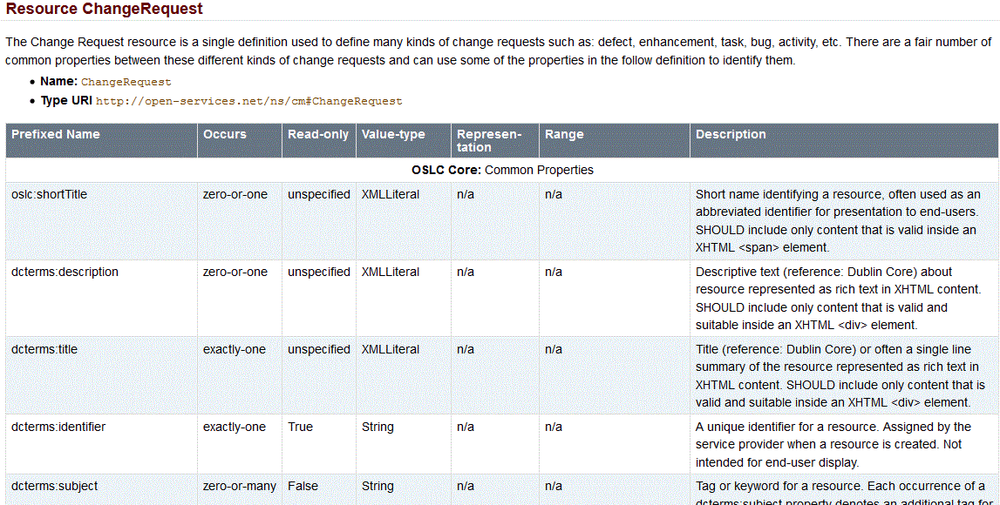 Resource ChangeRequest
The Change Request resource is a single definition used to define many kinds of change requests such as: defect, enhancement, task, bug, activity, etc. There are a fair number of
common properties between these different kinds of change requests and can use some of the properties in the follow definition to identify them.
• Name: ChangeRequest
• Type URI http://open-services.net/ns/cm#ChangeRequest
Prefixed Name Occurs Read-only Value-type Represen- Range Description
tation
OSLC Core: Common Properties
oslc:shortTitle zero-or-one unspecified XMLLiteral n/a n/a Short name identifying a resource, often used as an
abbreviated identifier for presentation to end-users.
SHOULD include only content that is valid inside an
XHTML <span> element.
dcterms:description zero-or-one unspecified XMLLiteral n/a n/a Descriptive text (reference: Dublin Core) about
resource represented as rich text in XHTML content.
SHOULD include only content that is valid and
suitable inside an XHTML <div> element.
dcterms:title exactly-one unspecified XMLLiteral n/a n/a Title (reference: Dublin Core) or often a single line
summary of the resource represented as rich text in
XHTML content. SHOULD include only content that is
valid and suitable inside an XHTML <div> element.
dcterms:identifier exactly-one True String n/a n/a A unique identifier for a resource. Assigned by the
service provider when a resource is created. Not
intended for end-user display.
dcterms:subject zero-or-many False String n/a n/a Tag or keyword for a resource. Each occurrence of a
dcterms:subject property denotes an additional tag for